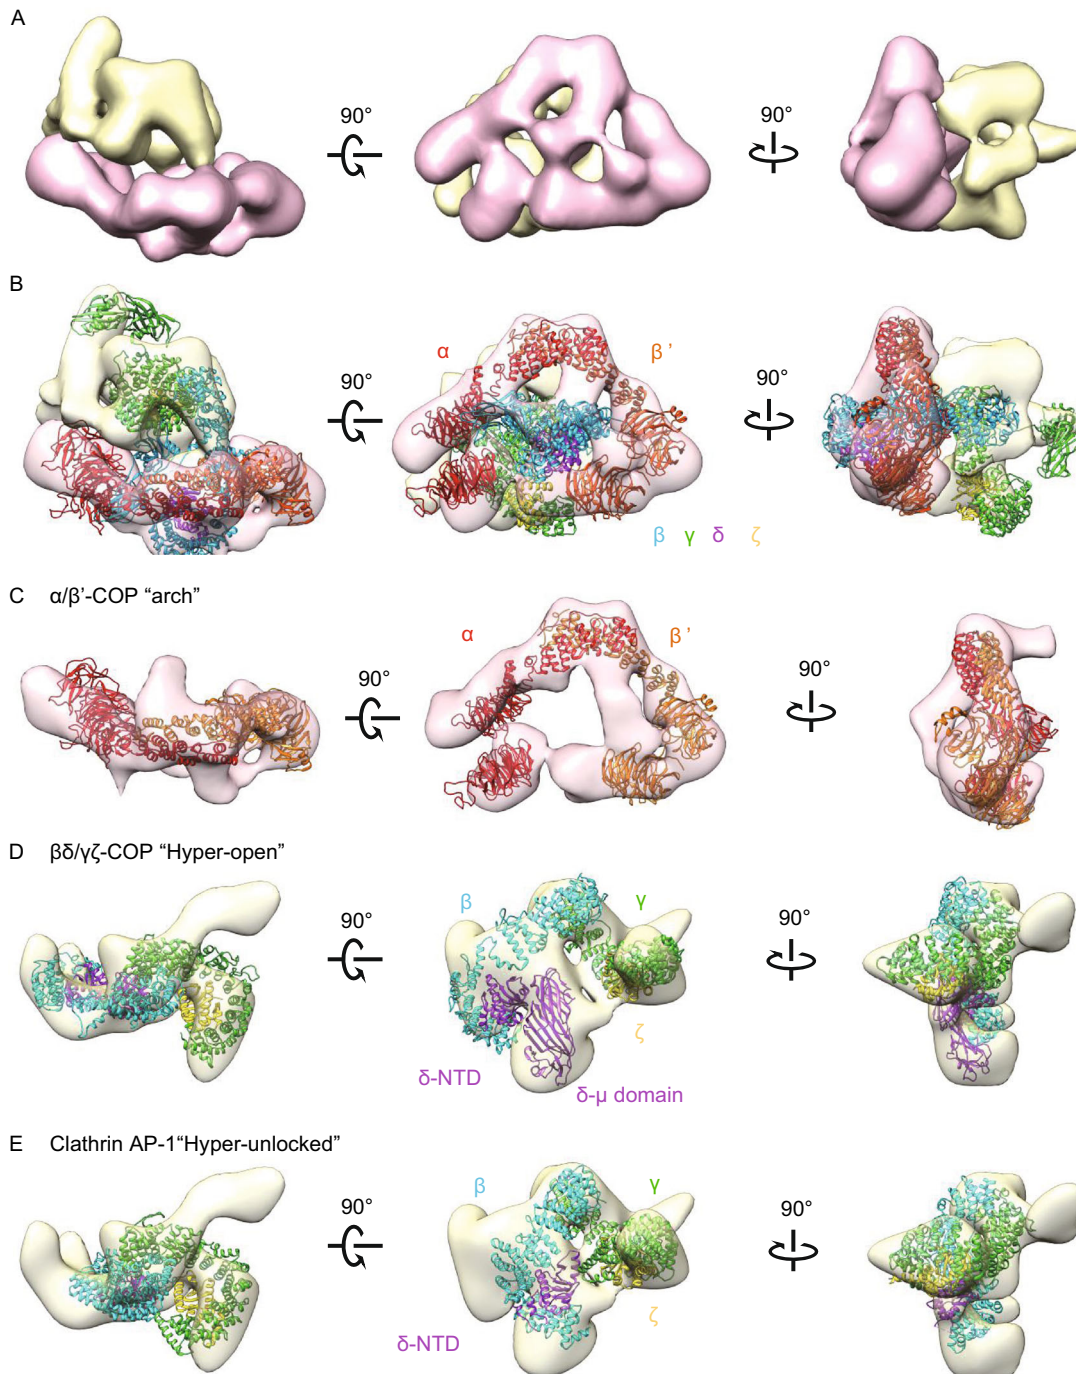 A
90°
90°
B
α
β'
90°
90°
β γ δ ζ
C α/β'-COP “arch”
α
β'
90°
90°
D βδ/γζ-COP “Hyper-open”
β
γ
90°
90°
ζ
δ-NTD
δ-μ domain
E Clathrin AP-1“Hyper-unlocked”
β
γ
90°
90°
ζ
δ-NTD